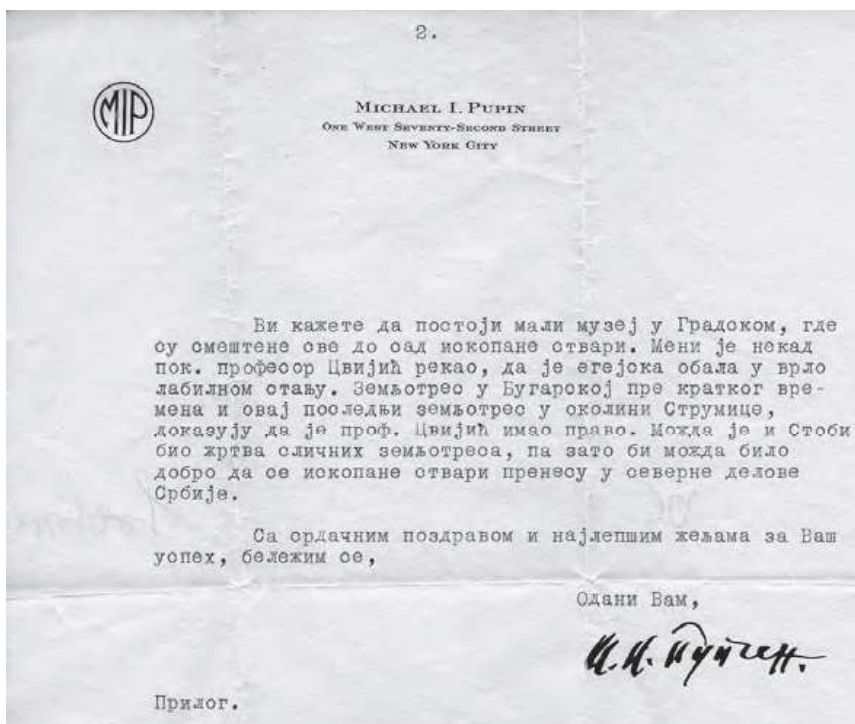 2.
MIP
MICHAEL I. PUPIN
ONE WEST SEVENTY-SECOND STREET
NEW YORK CITY
Ви кажете да постоји мали музеј у Градском, где
су смештене све до сад ископане ствари. Мени је некад
пок. професор Цвијић рекао, да је егејска обала у врло
лабилном стању. Земљотрес у Бугарској пре кратког вре-
мена и овај последњи земљотрес у околини Струмице,
доказују да је проф. Цвијић имао право. Можда је и Стоби
био жртва сличних земљотреса, па зато би можда било
добро да се ископане ствари пренесу у северне делове
Србије.
Са срдачним поздравом и најлепшим жељама за Ваш
успех, бележим се,
Одани Вам,
М. И. Пупин.
Прилог.